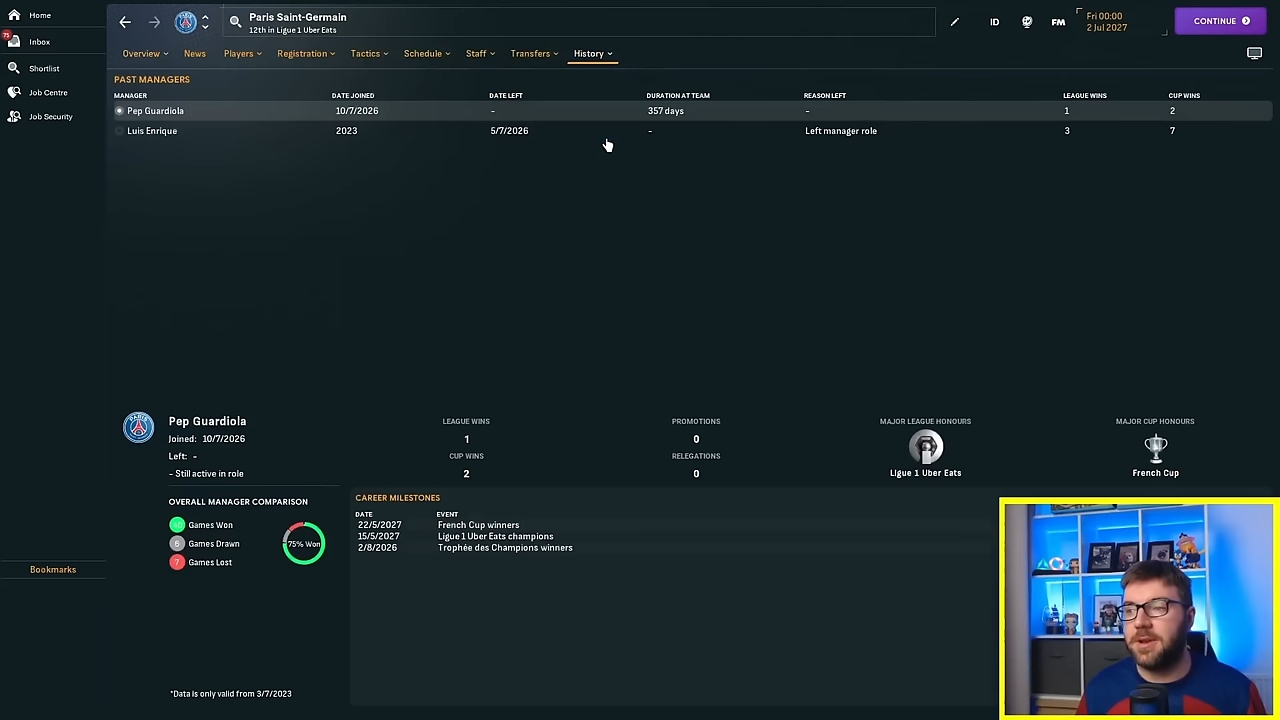 Home
Paris Saint-Germain
12th in Ligue 1 Uber Eats
ID
FM
Fri 00:00
2 Jul 2027
CONTINUE
75
Inbox
Shortlist
Job Centre
Job Security
Bookmarks
Overview
News
Players
Registration
Tactics
Schedule
Staff
Transfers
History
PAST MANAGERS
MANAGER DATE JOINED DATE LEFT DURATION AT TEAM REASON LEFT LEAGUE WINS CUP WINS
Pep Guardiola 10/7/2026 - 357 days - 1 2
Luis Enrique 2023 5/7/2026 - Left manager role 3 7
Pep Guardiola
Joined: 10/7/2026
Left: -
- Still active in role
LEAGUE WINS
1
CUP WINS
2
PROMOTIONS
0
RELEGATIONS
0
MAJOR LEAGUE HONOURS
Ligue 1 Uber Eats
MAJOR CUP HONOURS
French Cup
OVERALL MANAGER COMPARISON
Games Won
6 Games Drawn
7 Games Lost
75% Won
CAREER MILESTONES
DATE EVENT
22/5/2027 French Cup winners
15/5/2027 Ligue 1 Uber Eats champions
2/8/2026 Trophée des Champions winners
*Data is only valid from 3/7/2023